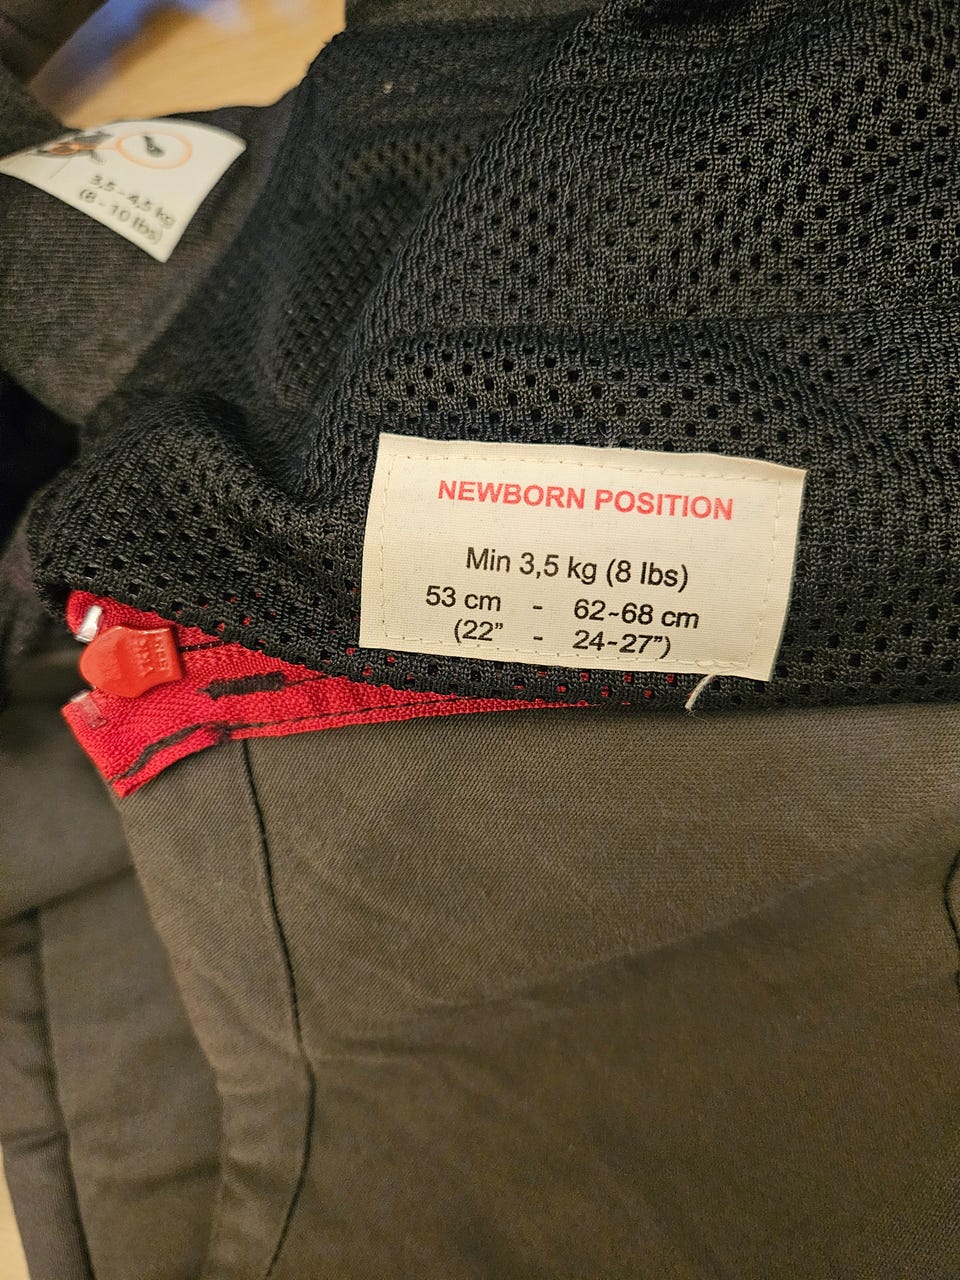 3,5 - 4,5 kg
(8 - 10 lbs)
NEWBORN POSITION
Min 3,5 kg (8 lbs)
53 cm - 62-68 cm
(22” - 24-27”)
YKK